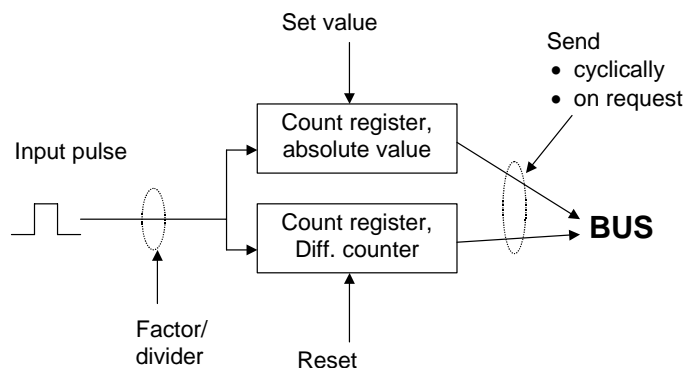 Set value
Send
• cyclically
• on request
Count register,
absolute value
Input pulse
Count register,
Diff. counter
BUS
Factor/
divider
Reset